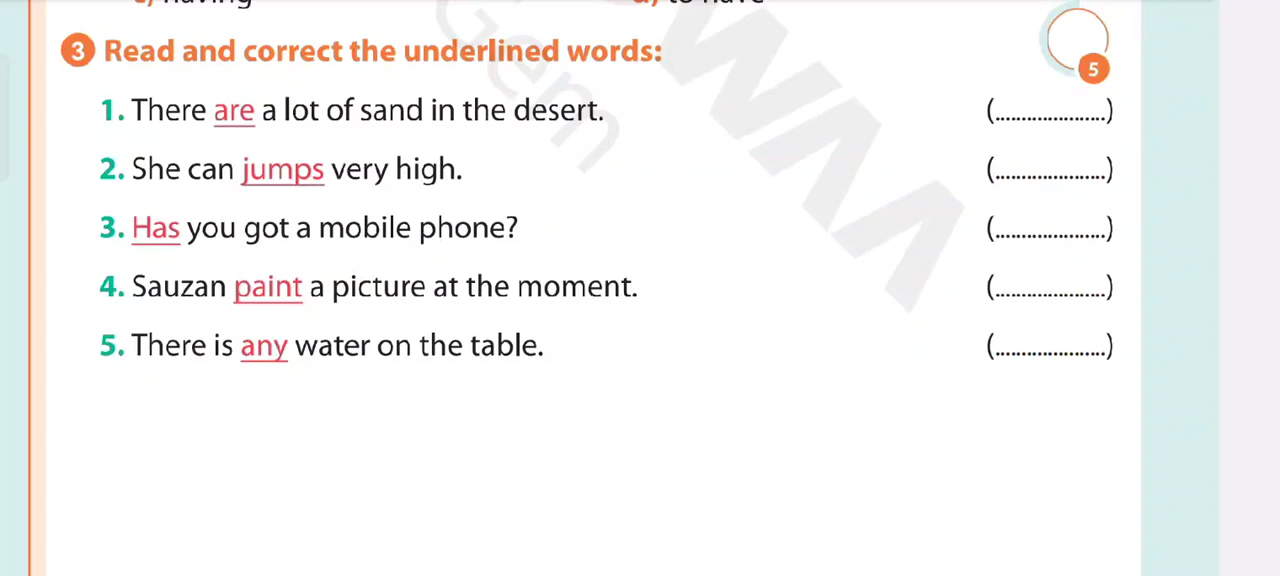 3 Read and correct the underlined words:
5
1. There are a lot of sand in the desert. (.....................)
2. She can jumps very high. (.....................)
3. Has you got a mobile phone? (.....................)
4. Sauzan paint a picture at the moment. (.....................)
5. There is any water on the table. (.....................)
Gem